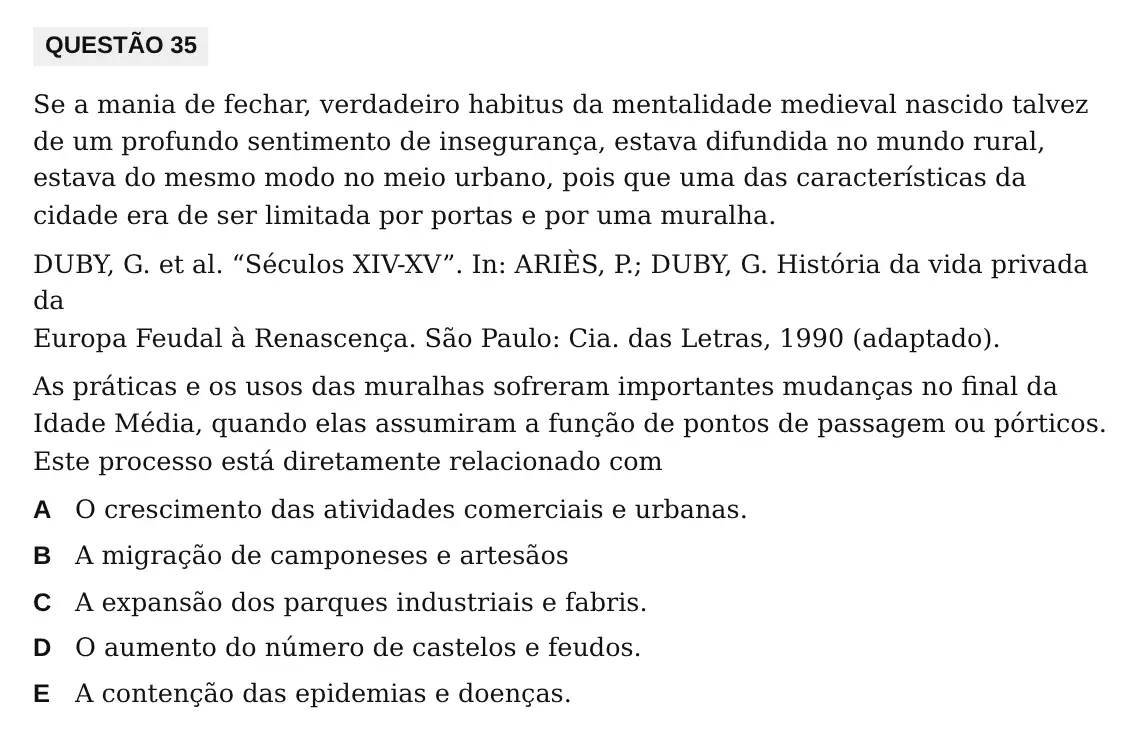 QUESTÃO 35
Se a mania de fechar, verdadeiro habitus da mentalidade medieval nascido talvez
de um profundo sentimento de insegurança, estava difundida no mundo rural,
estava do mesmo modo no meio urbano, pois que uma das características da
cidade era de ser limitada por portas e por uma muralha.
DUBY, G. et al. “Séculos XIV-XV”. In: ARIÈS, P.; DUBY, G. História da vida privada
da
Europa Feudal à Renascença. São Paulo: Cia. das Letras, 1990 (adaptado).
As práticas e os usos das muralhas sofreram importantes mudanças no final da
Idade Média, quando elas assumiram a função de pontos de passagem ou pórticos.
Este processo está diretamente relacionado com
A O crescimento das atividades comerciais e urbanas.
B A migração de camponeses e artesãos
C A expansão dos parques industriais e fabris.
D O aumento do número de castelos e feudos.
E A contenção das epidemias e doenças.